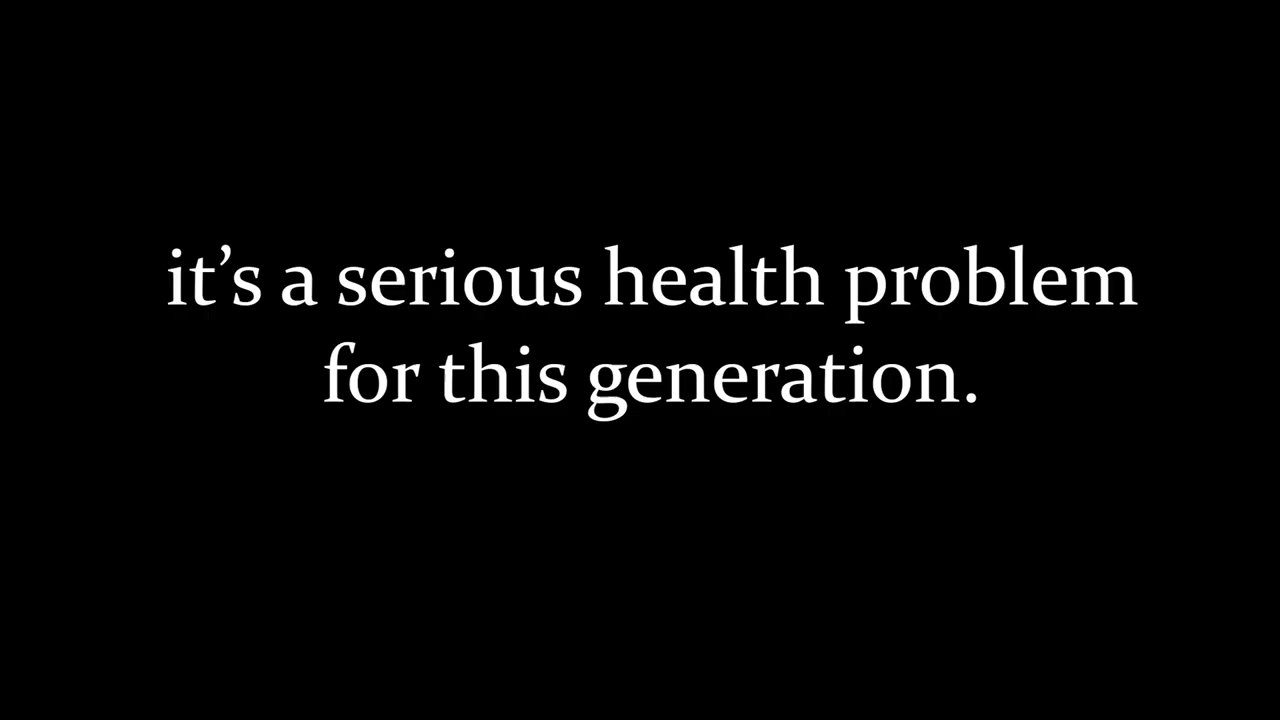 it’s a serious health problem
for this generation.